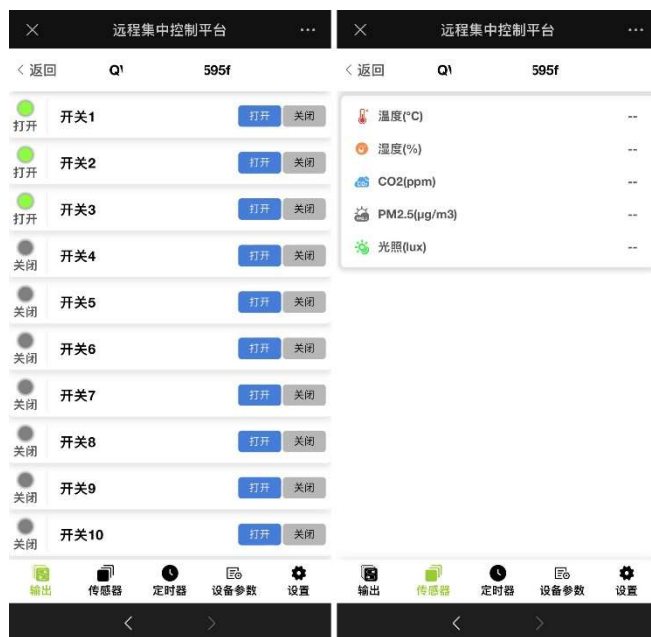 远程集中控制平台
返回
595f
打开
开关1
打开 关闭
打开
开关2
打开 关闭
打开
开关3
打开 关闭
关闭
开关4
打开 关闭
关闭
开关5
打开 关闭
关闭
开关6
打开 关闭
关闭
开关7
打开 关闭
关闭
开关8
打开 关闭
关闭
开关9
打开 关闭
关闭
开关10
打开 关闭
输出 传感器 定时器 设备参数 设置
远程集中控制平台
返回
595f
温度(°C) --
湿度(%) --
CO2(ppm) --
PM2.5(μg/m3) --
光照(lux) --
输出 传感器 定时器 设备参数 设置